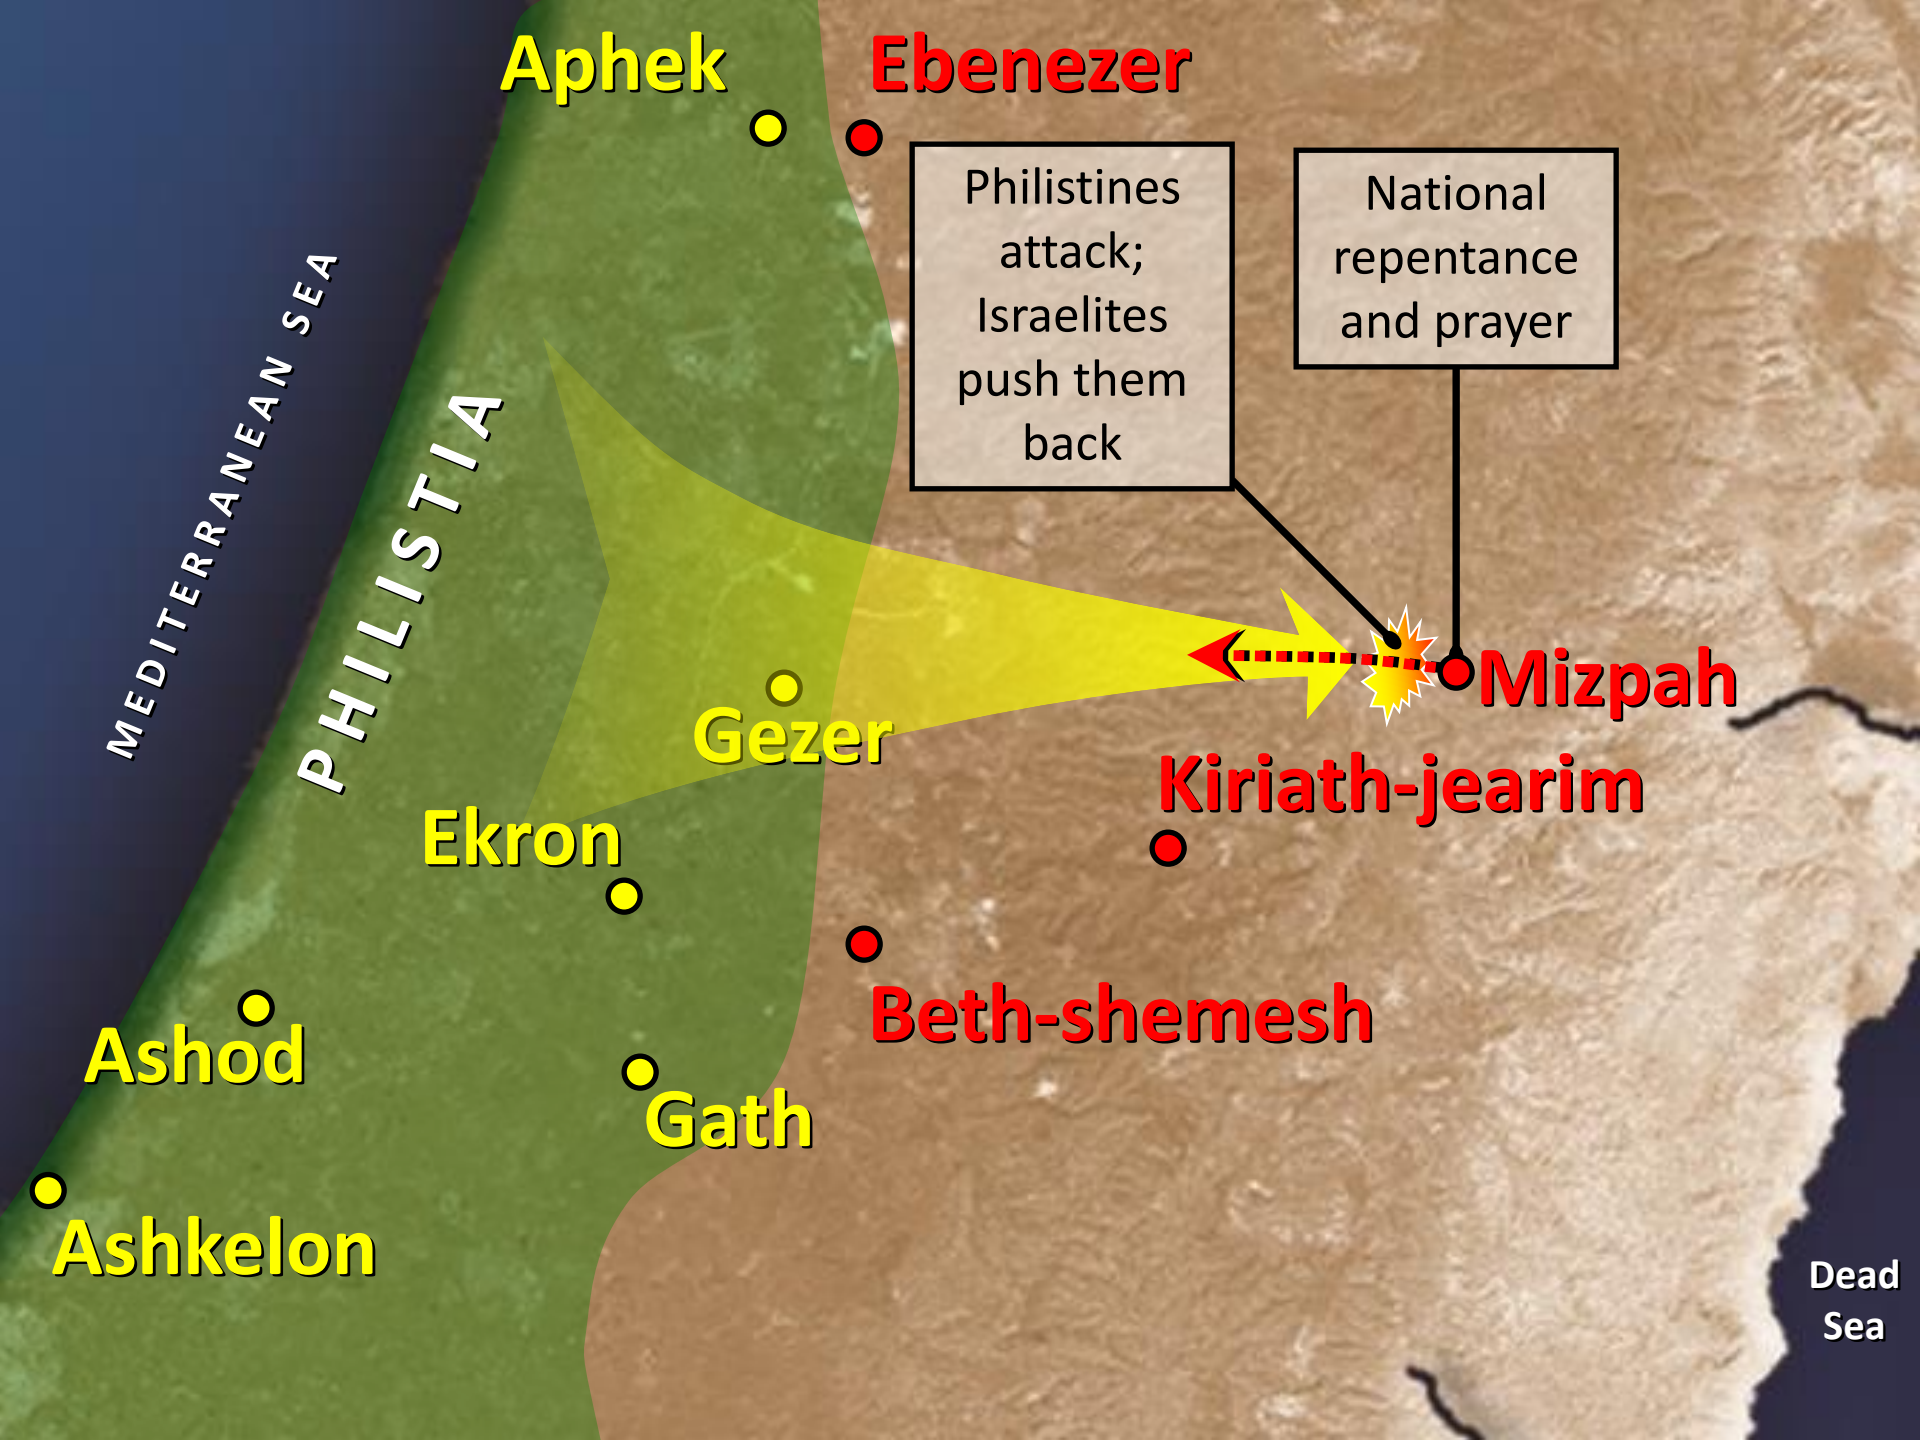 Aphek
Ebenezer
Philistines
attack;
Israelites
push them
back
National
repentance
and prayer
MEDITERRANEAN SEA
PHILISTIA
Mizpah
Gezer
Kiriath-jearim
Ekron
Beth-shemesh
Ashod
Gath
Ashkelon
Dead
Sea